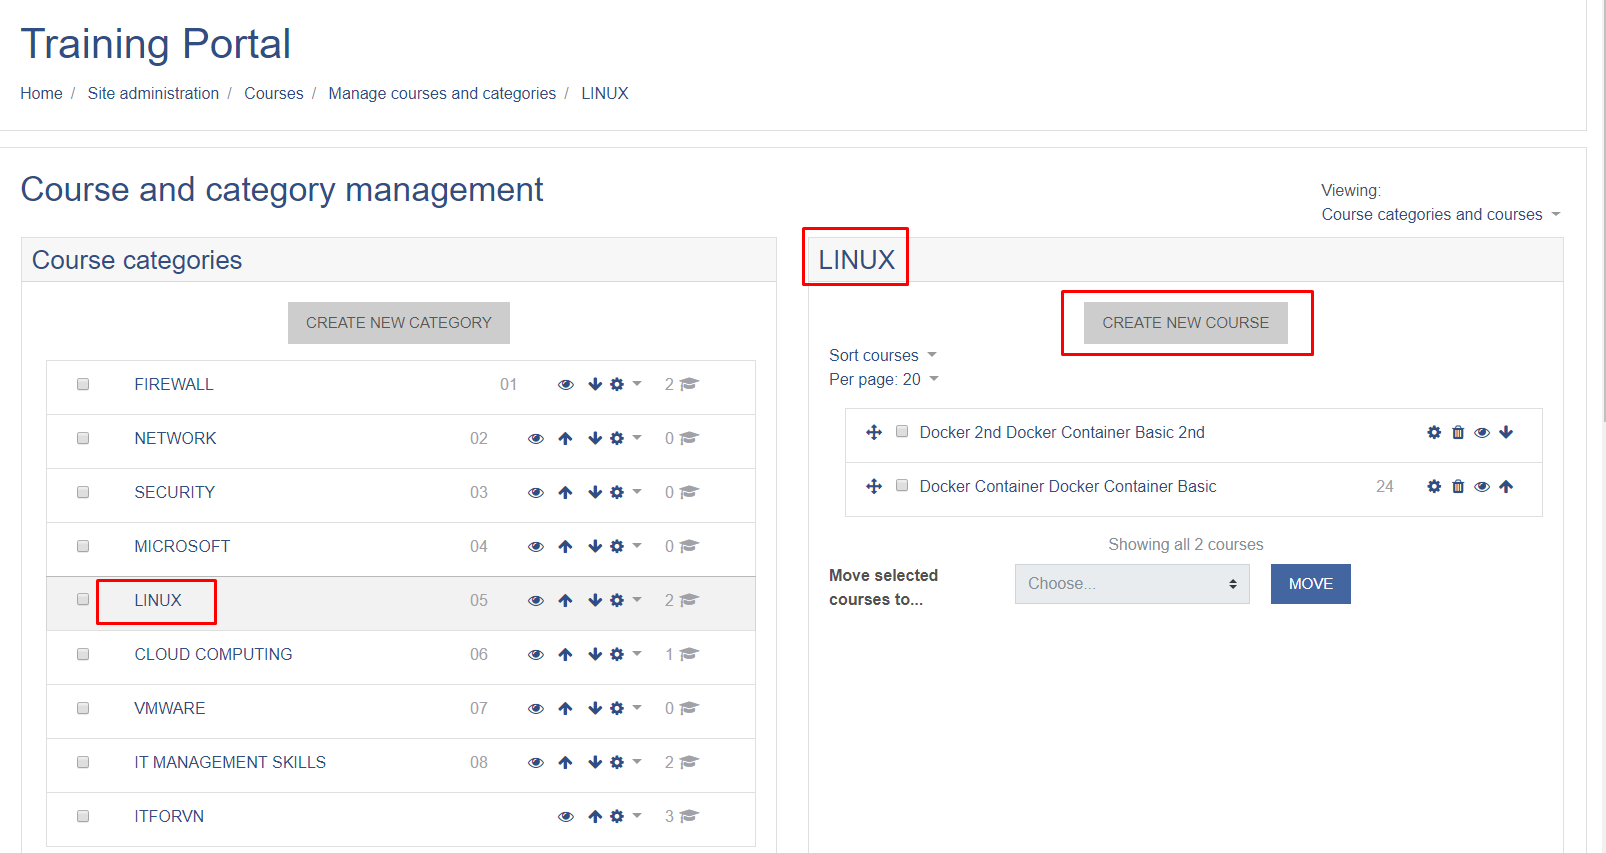 Training Portal
Home / Site administration / Courses / Manage courses and categories / LINUX
Course and category management
Viewing:
Course categories and courses
Course categories
CREATE NEW CATEGORY
FIREWALL 01 2
NETWORK 02 0
SECURITY 03 0
MICROSOFT 04 0
LINUX 05 2
CLOUD COMPUTING 06 1
VMWARE 07 0
IT MANAGEMENT SKILLS 08 2
ITFORVN 3
LINUX
CREATE NEW COURSE
Sort courses
Per page: 20
Docker 2nd Docker Container Basic 2nd
Docker Container Docker Container Basic 24
Showing all 2 courses
Move selected
courses to...
Choose...
MOVE